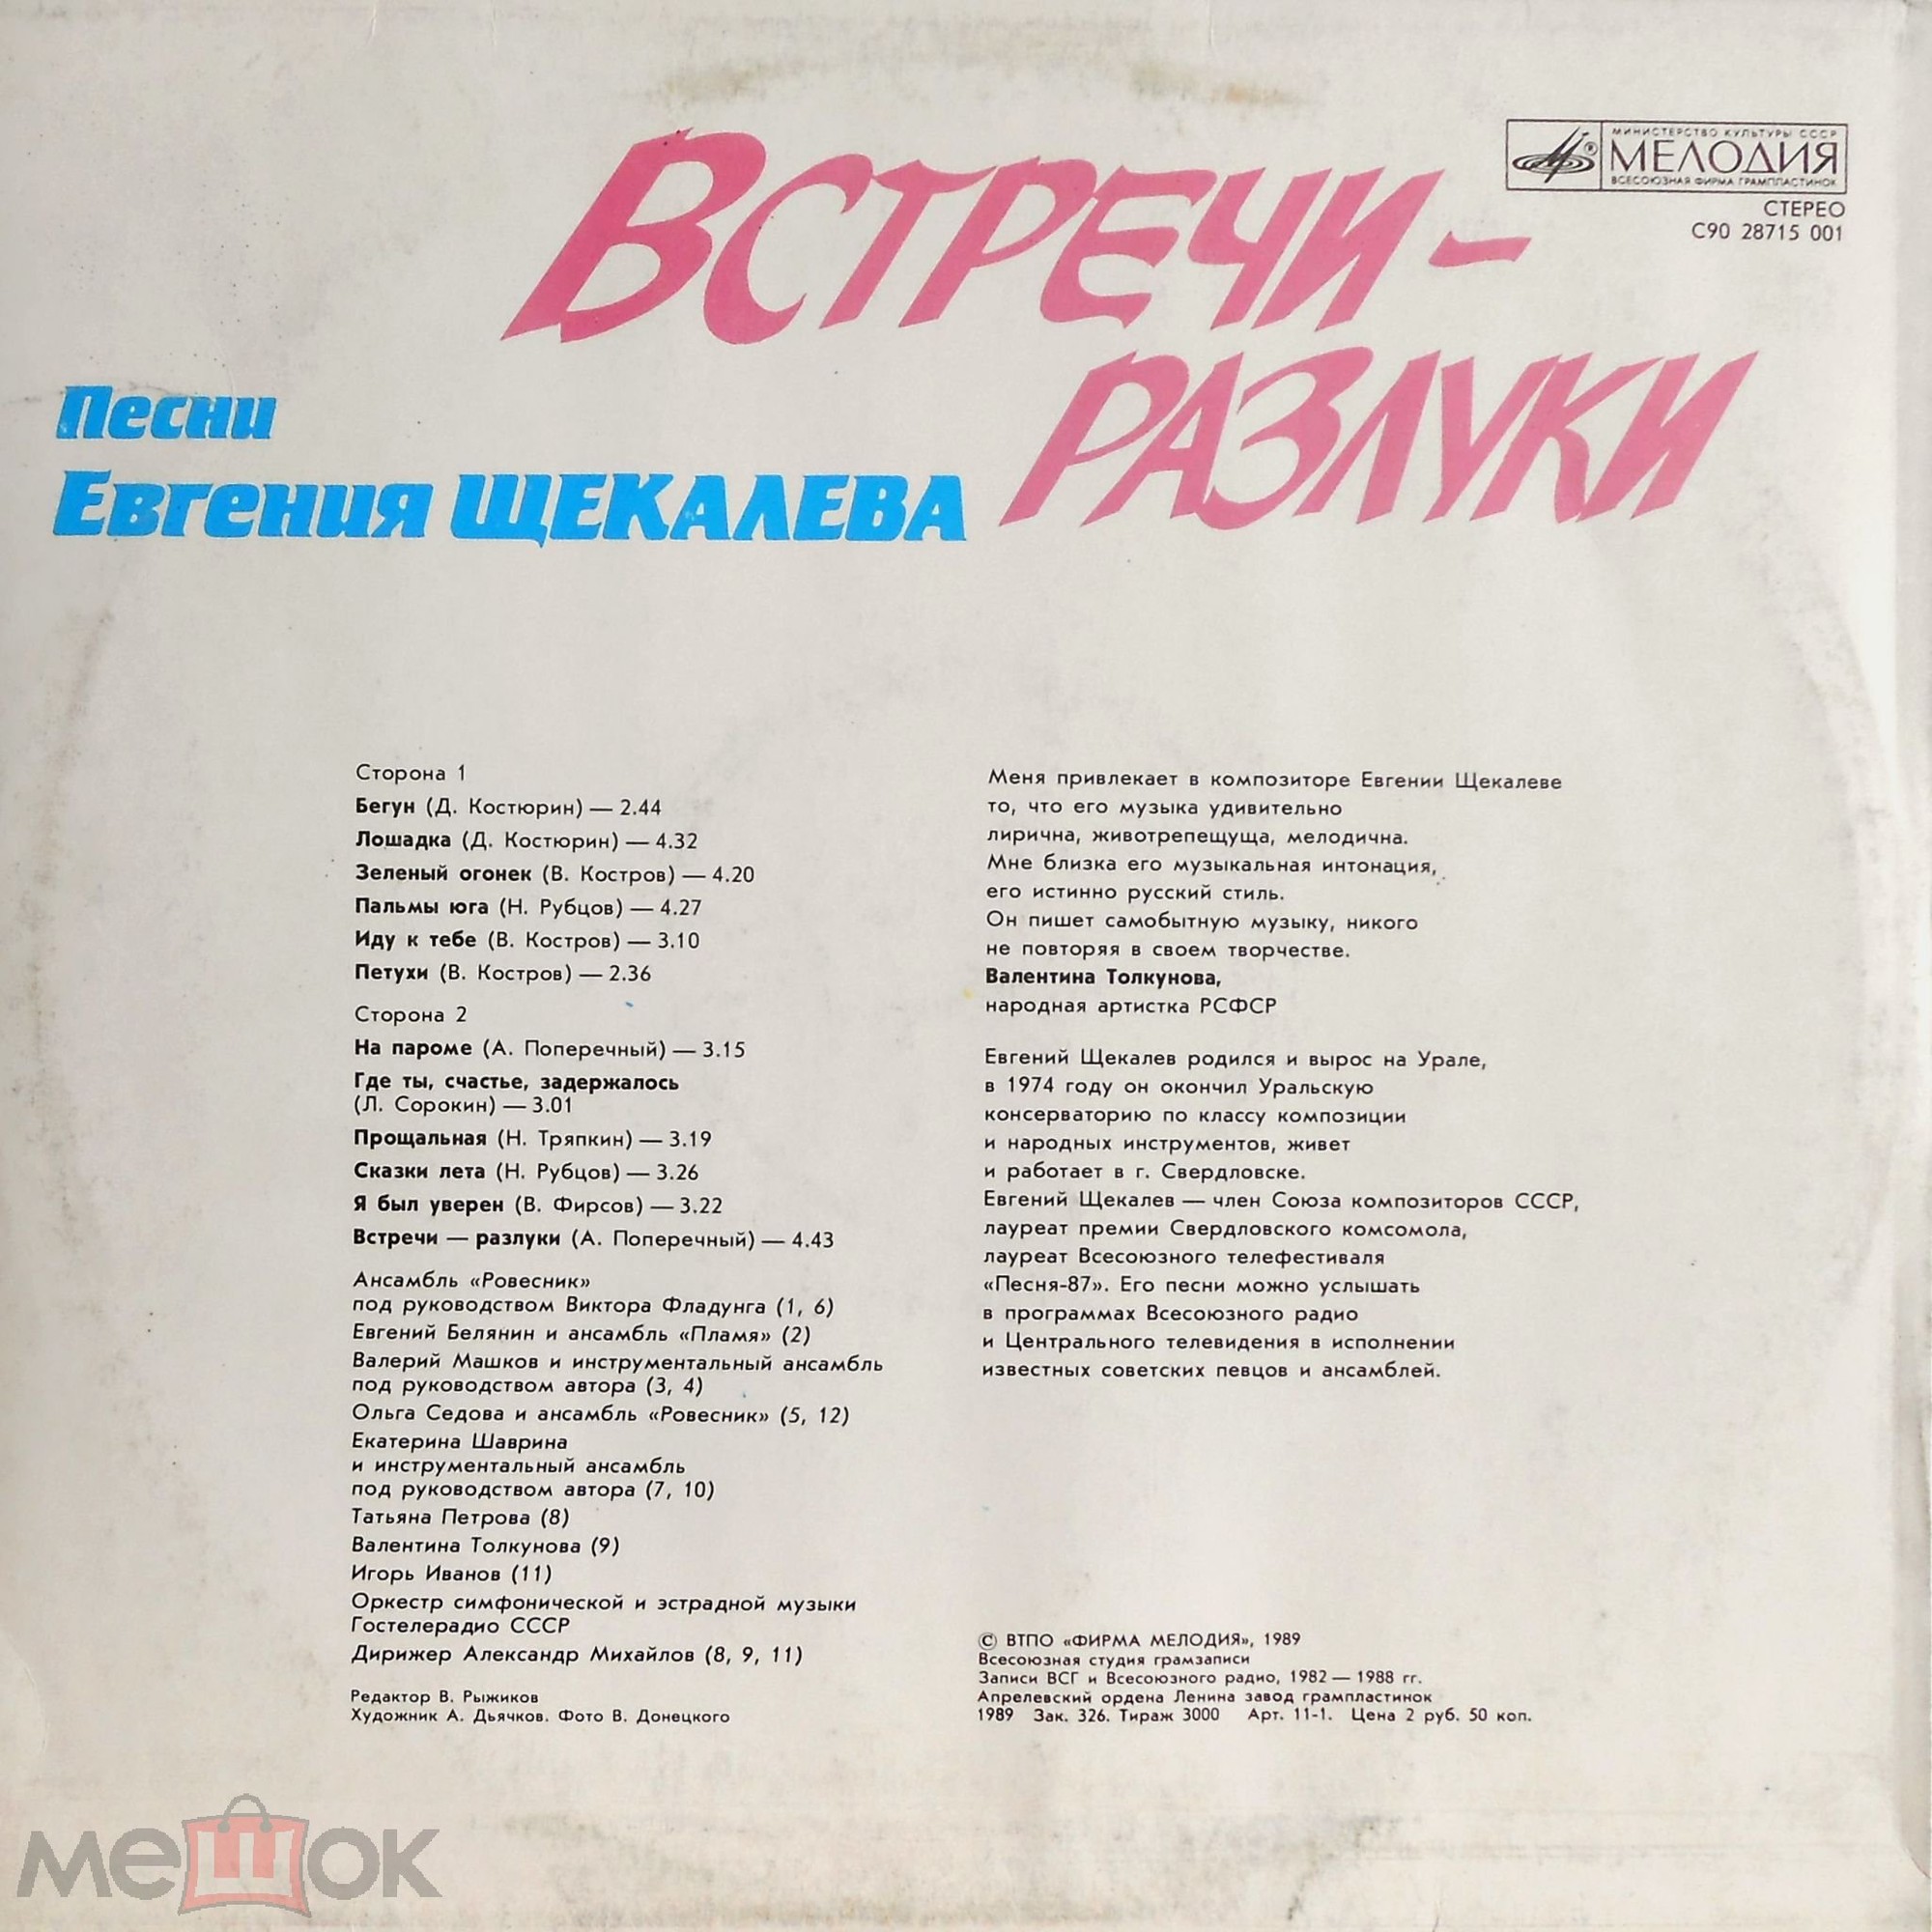 ВСТРЕЧИ-
РАЗЛУКИ
МИНИСТЕРСТВО КУЛЬТУРЫ СССР
МЕЛОДИЯ
ВСЕСОЮЗНАЯ ФИРМА ГРАМПЛАСТИНОК
СТЕРЕО
С90 28715 001
Песни
Евгения ЩЕКАЛЕВА
Сторона 1
Бегун (Д. Костюрин) — 2.44
Лошадка (Д. Костюрин) — 4.32
Зеленый огонек (В. Костров) — 4.20
Пальмы юга (Н. Рубцов) — 4.27
Иду к тебе (В. Костров) — 3.10
Петухи (В. Костров) — 2.36
Сторона 2
На пароме (А. Поперечный) — 3.15
Где ты, счастье, задержалось
(Л. Сорокин) — 3.01
Прощальная (Н. Тряпкин) — 3.19
Сказки лета (Н. Рубцов) — 3.26
Я был уверен (В. Фирсов) — 3.22
Встречи — разлуки (А. Поперечный) — 4.43
Ансамбль «Ровесник»
под руководством Виктора Фладунга (1, 6)
Евгений Белянин и ансамбль «Пламя» (2)
Валерий Машков и инструментальный ансамбль
под руководством автора (3, 4)
Ольга Седова и ансамбль «Ровесник» (5, 12)
Екатерина Шаврина
и инструментальный ансамбль
под руководством автора (7, 10)
Татьяна Петрова (8)
Валентина Толкунова (9)
Игорь Иванов (11)
Оркестр симфонической и эстрадной музыки
Гостелерадио СССР
Дирижер Александр Михайлов (8, 9, 11)
Редактор В. Рыжиков
Художник А. Дьячков. Фото В. Донецкого
Меня привлекает в композиторе Евгении Щекалеве
то, что его музыка удивительно
лирична, животрепещуща, мелодична.
Мне близка его музыкальная интонация,
его истинно русский стиль.
Он пишет самобытную музыку, никого
не повторяя в своем творчестве.
Валентина Толкунова,
народная артистка РСФСР
Евгений Щекалев родился и вырос на Урале,
в 1974 году он окончил Уральскую
консерваторию по классу композиции
и народных инструментов, живет
и работает в г. Свердловске.
Евгений Щекалев — член Союза композиторов СССР,
лауреат премии Свердловского комсомола,
лауреат Всесоюзного телефестиваля
«Песня-87». Его песни можно услышать
в программах Всесоюзного радио
и Центрального телевидения в исполнении
известных советских певцов и ансамблей.
© ВТПО «ФИРМА МЕЛОДИЯ», 1989
Всесоюзная студия грамзаписи
Записи ВСГ и Всесоюзного радио, 1982 — 1988 гг.
Апрелевский ордена Ленина завод грампластинок
1989 Зак. 326. Тираж 3000 Арт. 11-1. Цена 2 руб. 50 коп.
мешок